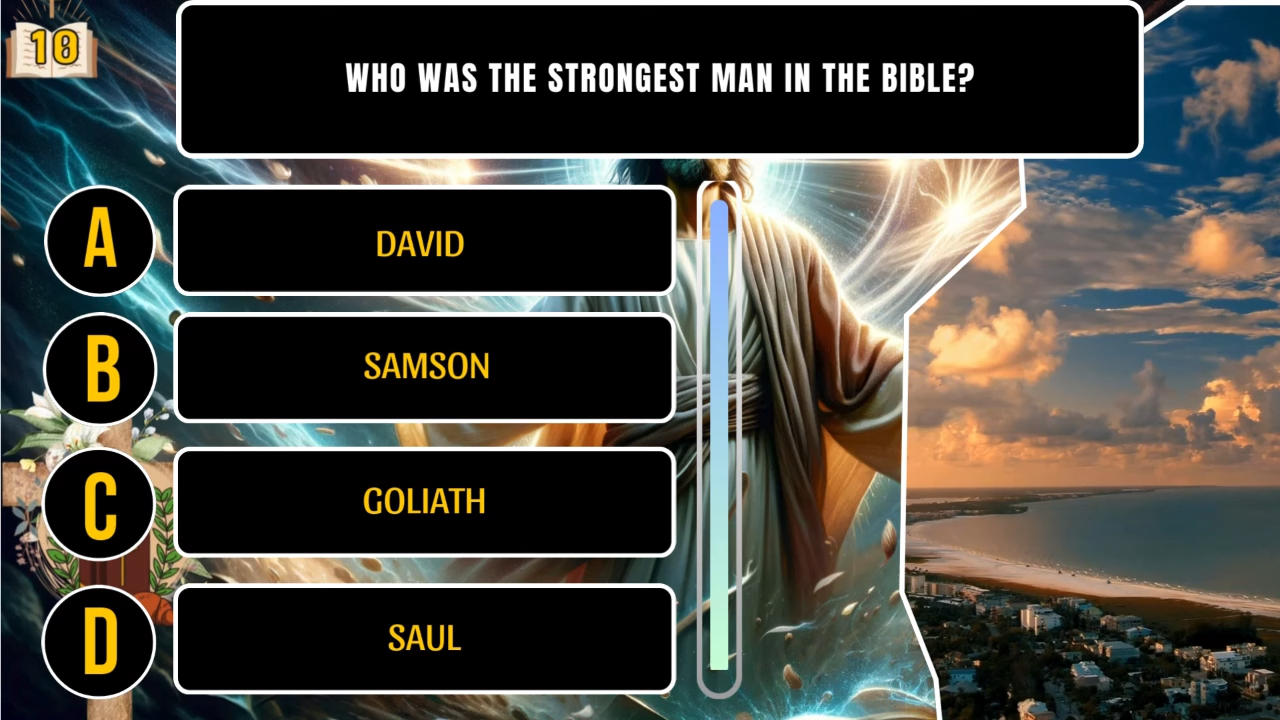 10
WHO WAS THE STRONGEST MAN IN THE BIBLE?
A
DAVID
B
SAMSON
C
GOLIATH
D
SAUL